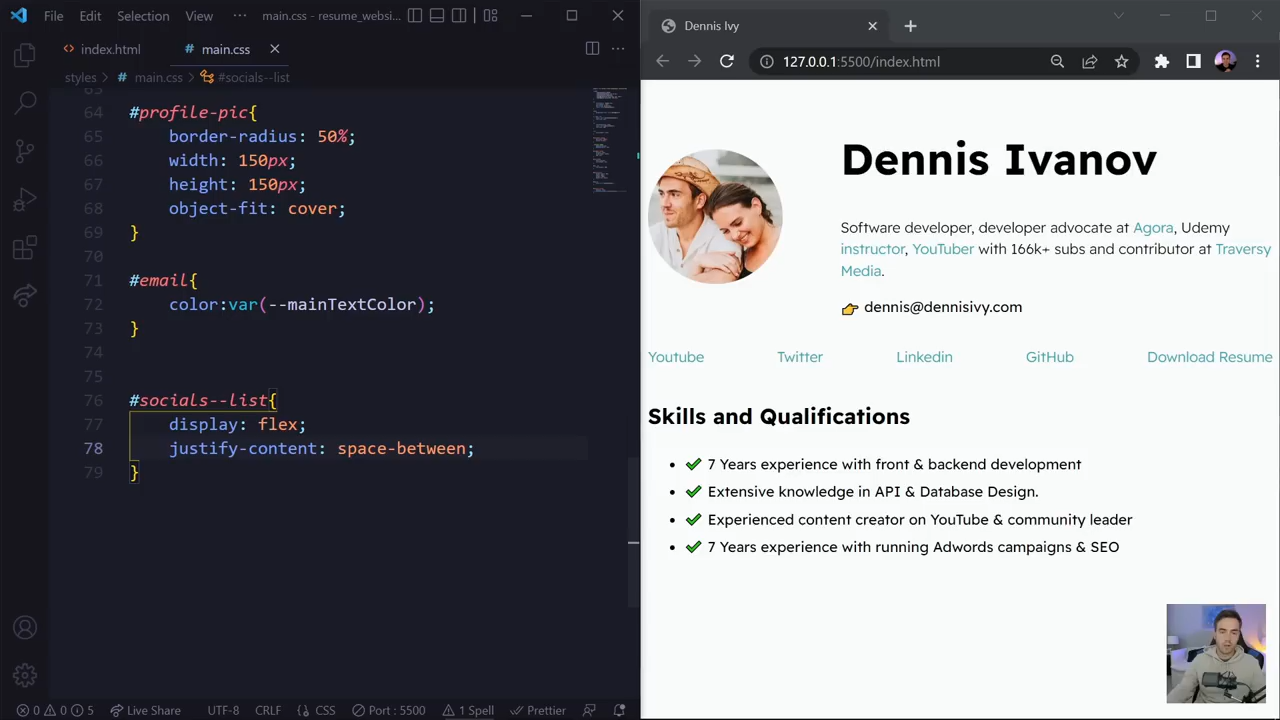 File Edit Selection View ··· main.css - resume_websi...
index.html
# main.css
styles > # main.css > #socials--list
63
64 #profile-pic{
65 border-radius: 50%;
66 width: 150px;
67 height: 150px;
68 object-fit: cover;
69 }
70
71 #email{
72 color:var(--mainTextColor);
73 }
74
75
76 #socials--list{
77 display: flex;
78 justify-content: space-between;
79 }
0 0 5 Live Share UTF-8 CRLF {} CSS Port : 5500 1 Spell Prettier
Dennis Ivy
127.0.0.1:5500/index.html
Dennis Ivanov
Software developer, developer advocate at Agora, Udemy
instructor, YouTuber with 166k+ subs and contributor at Traversy
Media.
👉 dennis@dennisivy.com
Youtube Twitter Linkedin GitHub Download Resume
Skills and Qualifications
• ✔ 7 Years experience with front & backend development
• ✔ Extensive knowledge in API & Database Design.
• ✔ Experienced content creator on YouTube & community leader
• ✔ 7 Years experience with running Adwords campaigns & SEO